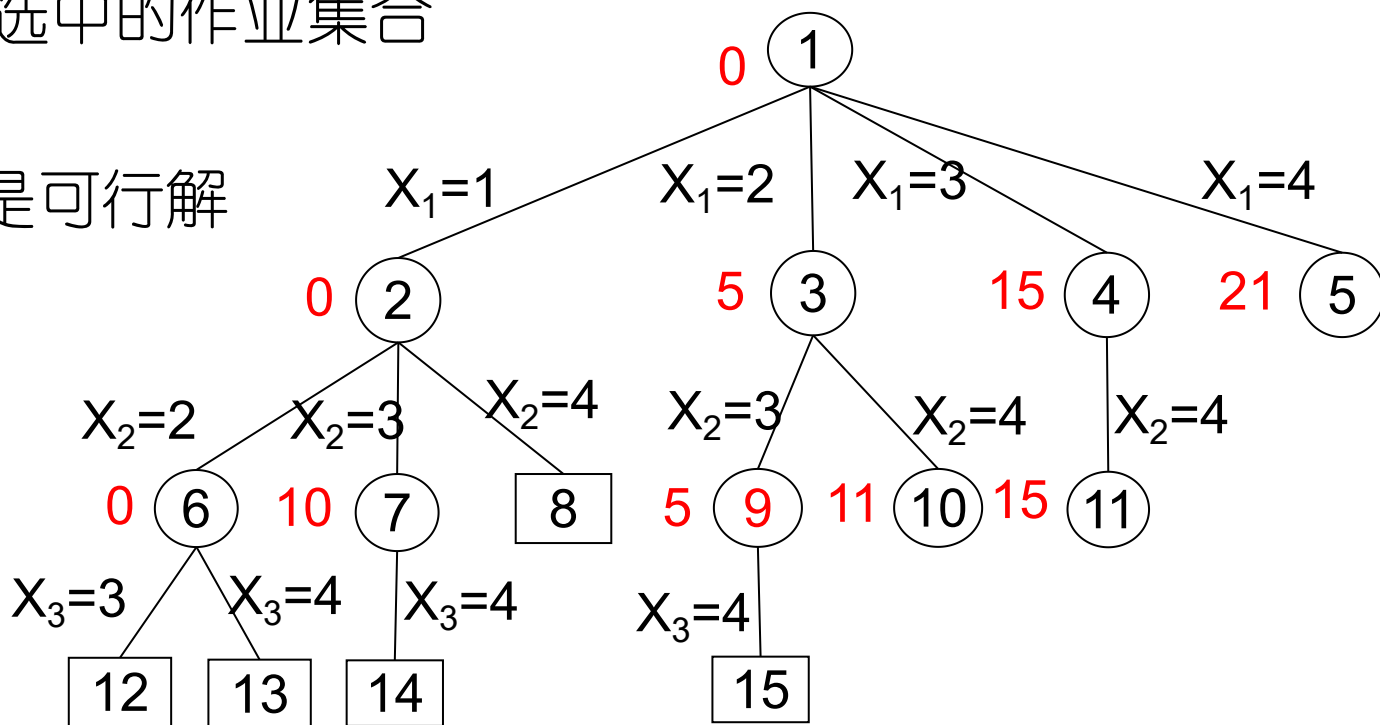 选中的作业集合
是可行解
0 1
X₁=1 X₁=2 X₁=3 X₁=4
0 2 5 3 15 4 21 5
X₂=2 X₂=3 X₂=4 X₂=3 X₂=4 X₂=4
0 6 10 7 8 5 9 11 10 15 11
X₃=3 X₃=4 X₃=4 X₃=4
12 13 14 15